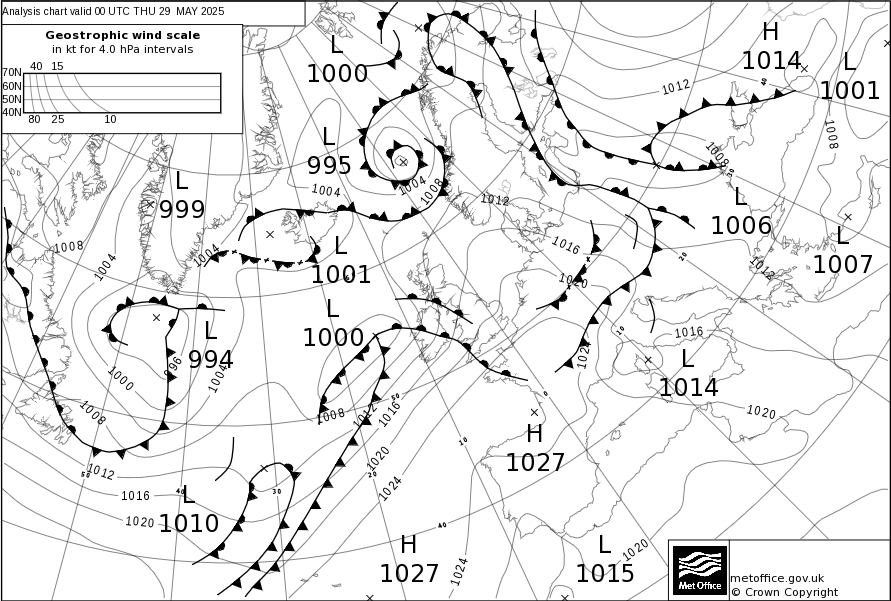 Analysis chart valid 00 UTC THU 29 MAY 2025
Geostrophic wind scale
in kt for 4.0 hPa intervals
40 15
70N
60N
50N
40N
80 25 10
L
1000
H
1014
L
1001
1012
40
L
995
1004
1008
1004
1008
30
1008
L
999
1012
L
1006
L
1007
1012
1016
20
1020
1008
1004
1004
L
1001
L
1000
L
994
996
1000
1004
1008
10
1016
1024
L
1014
1020
0
50
1008
1012
1016
H
1027
10
1020
20
1024
1012
50
1016
40
30
L
1010
1020
40
H
1027
1024
L
1015
1020
Met Office
metoffice.gov.uk
© Crown Copyright